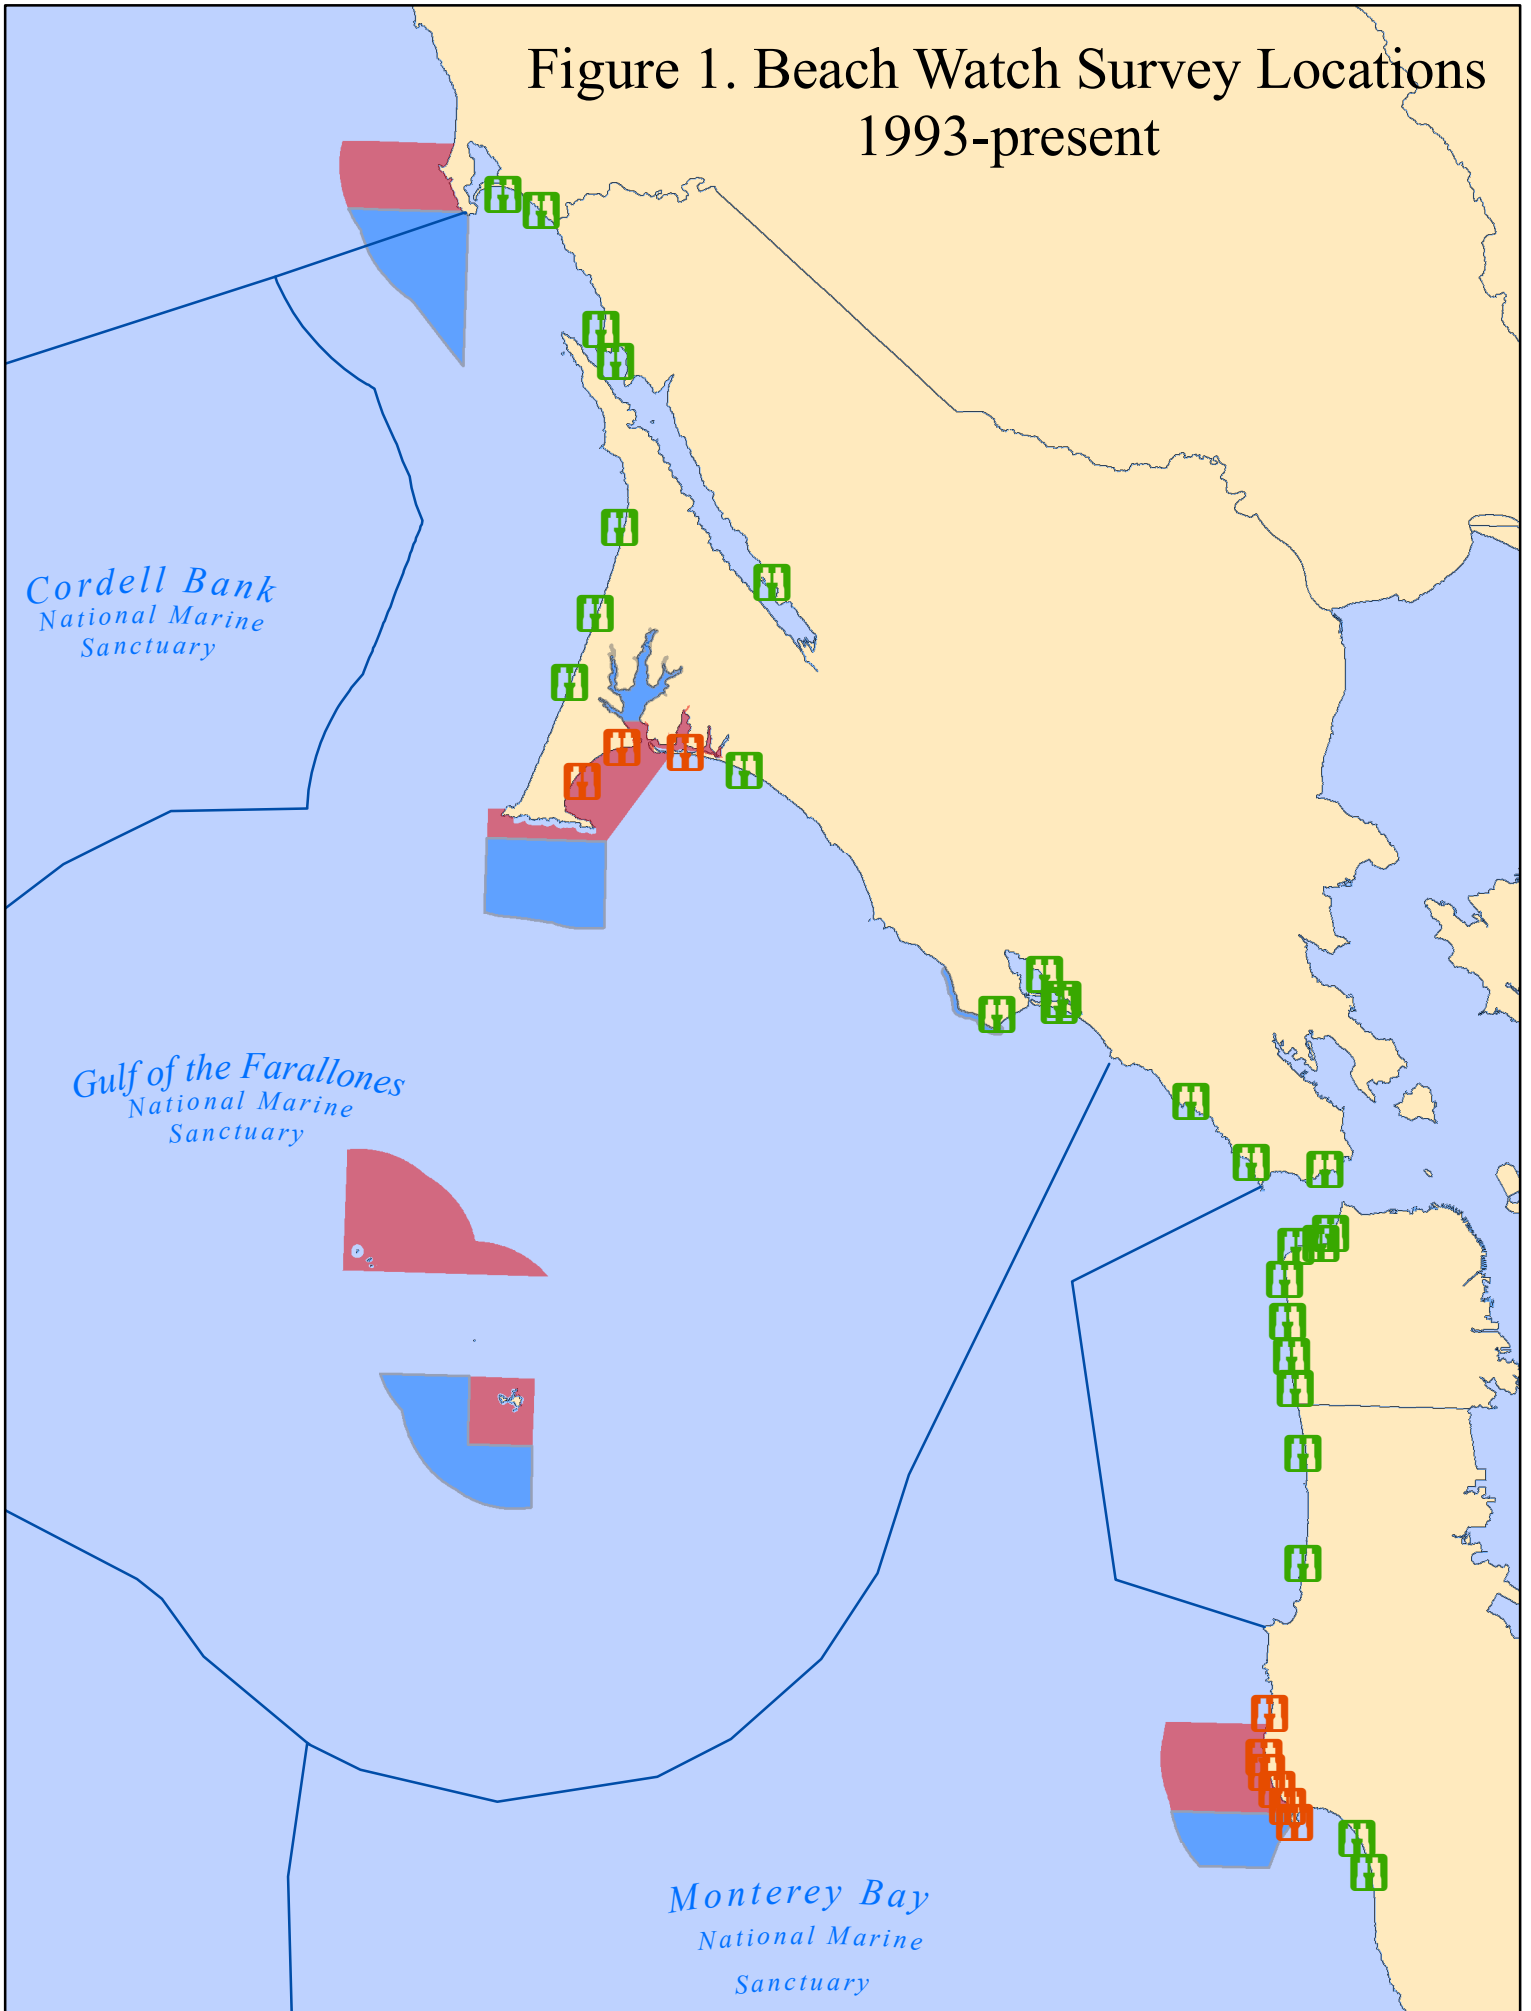 Figure 1. Beach Watch Survey Locations
1993-present
Cordell Bank
National Marine
Sanctuary
Gulf of the Farallones
National Marine
Sanctuary
Monterey Bay
National Marine
Sanctuary